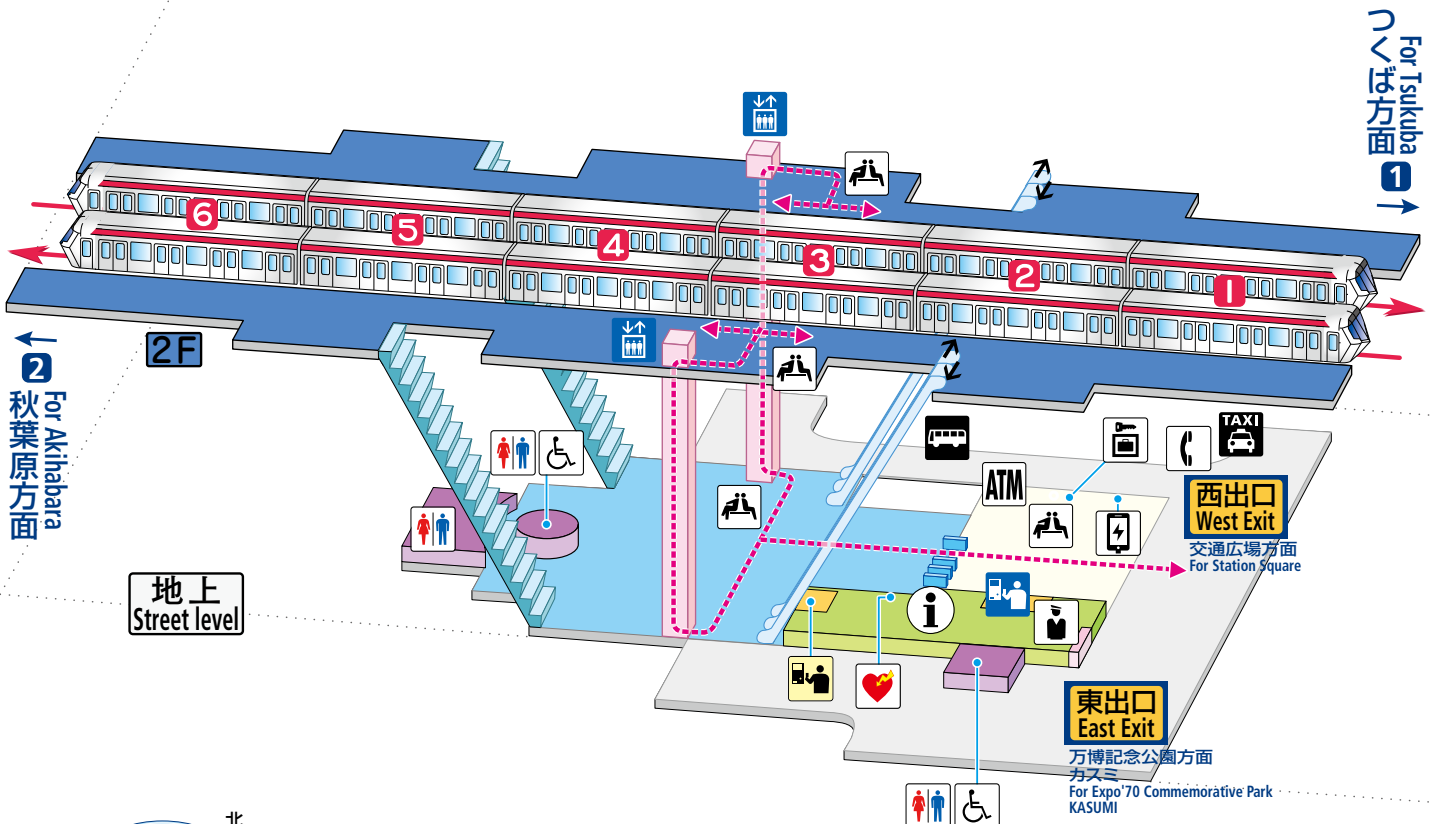 つくば方面
For Tsukuba
1
6
5
4
3
2
1
2F
2
For Akihabara
秋葉原方面
TAXI
ATM
西出口
West Exit
交通広場方面
For Station Square
地上
Street level
i
東出口
East Exit
万博記念公園方面
カスミ
For Expo'70 Commemorative Park
KASUMI
北